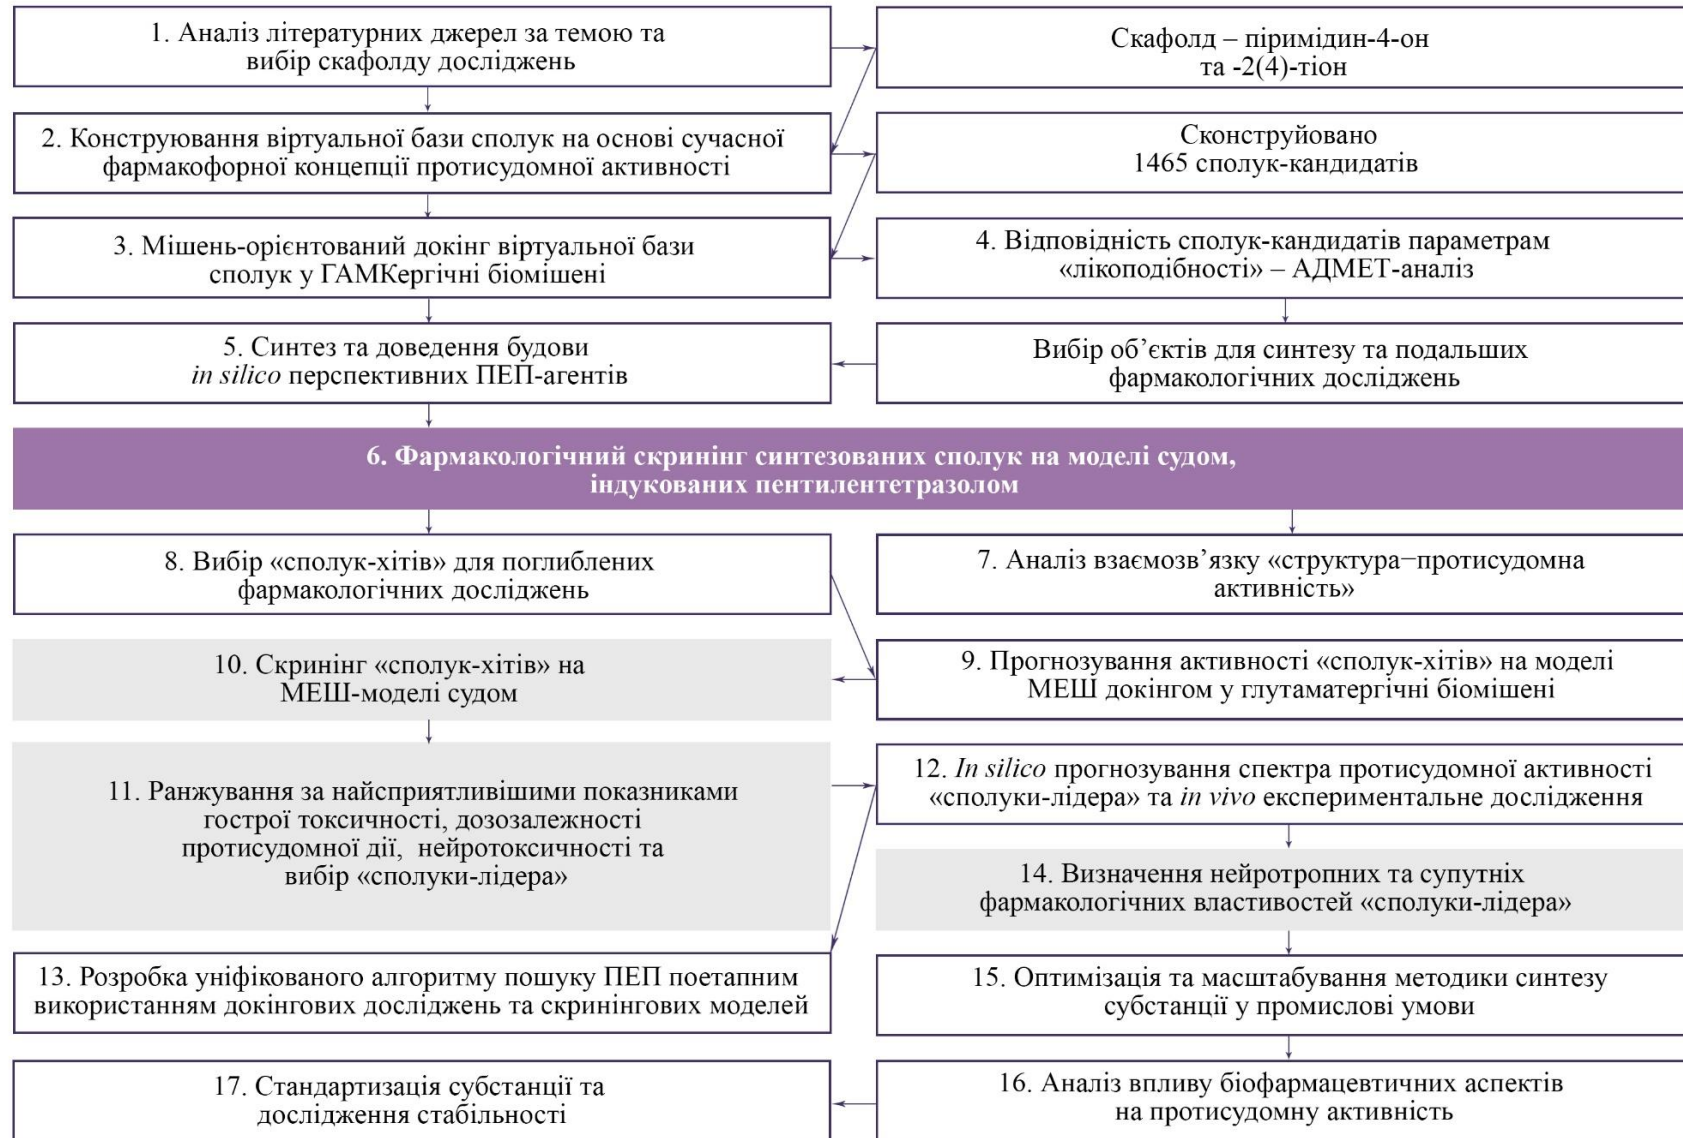 1. Аналіз літературних джерел за темою та
вибір скафолду досліджень
Скафолд – піримідин-4-он
та -2(4)-тіон
2. Конструювання віртуальної бази сполук на основі сучасної
фармакофорної концепції протисудомної активності
Сконструйовано
1465 сполук-кандидатів
3. Мішень-орієнтований докінг віртуальної бази
сполук у ГАМКергічні біомішені
4. Відповідність сполук-кандидатів параметрам
«лікоподібності» – АДМЕТ-аналіз
5. Синтез та доведення будови
in silico перспективних ПЕП-агентів
Вибір об’єктів для синтезу та подальших
фармакологічних досліджень
6. Фармакологічний скринінг синтезованих сполук на моделі судом,
індукованих пентилентетразолом
8. Вибір «сполук-хітів» для поглиблених
фармакологічних досліджень
7. Аналіз взаємозв’язку «структура−протисудомна
активність»
10. Скринінг «сполук-хітів» на
МЕШ-моделі судом
9. Прогнозування активності «сполук-хітів» на моделі
МЕШ докінгом у глутаматергічні біомішені
11. Ранжування за найсприятливішими показниками
гострої токсичності, дозозалежності
протисудомної дії, нейротоксичності та
вибір «сполуки-лідера»
12. In silico прогнозування спектра протисудомної активності
«сполуки-лідера» та in vivo експериментальне дослідження
14. Визначення нейротропних та супутніх
фармакологічних властивостей «сполуки-лідера»
13. Розробка уніфікованого алгоритму пошуку ПЕП поетапним
використанням докінгових досліджень та скринінгових моделей
15. Оптимізація та масштабування методики синтезу
субстанції у промислові умови
17. Стандартизація субстанції та
дослідження стабільності
16. Аналіз впливу біофармацевтичних аспектів
на протисудомну активність